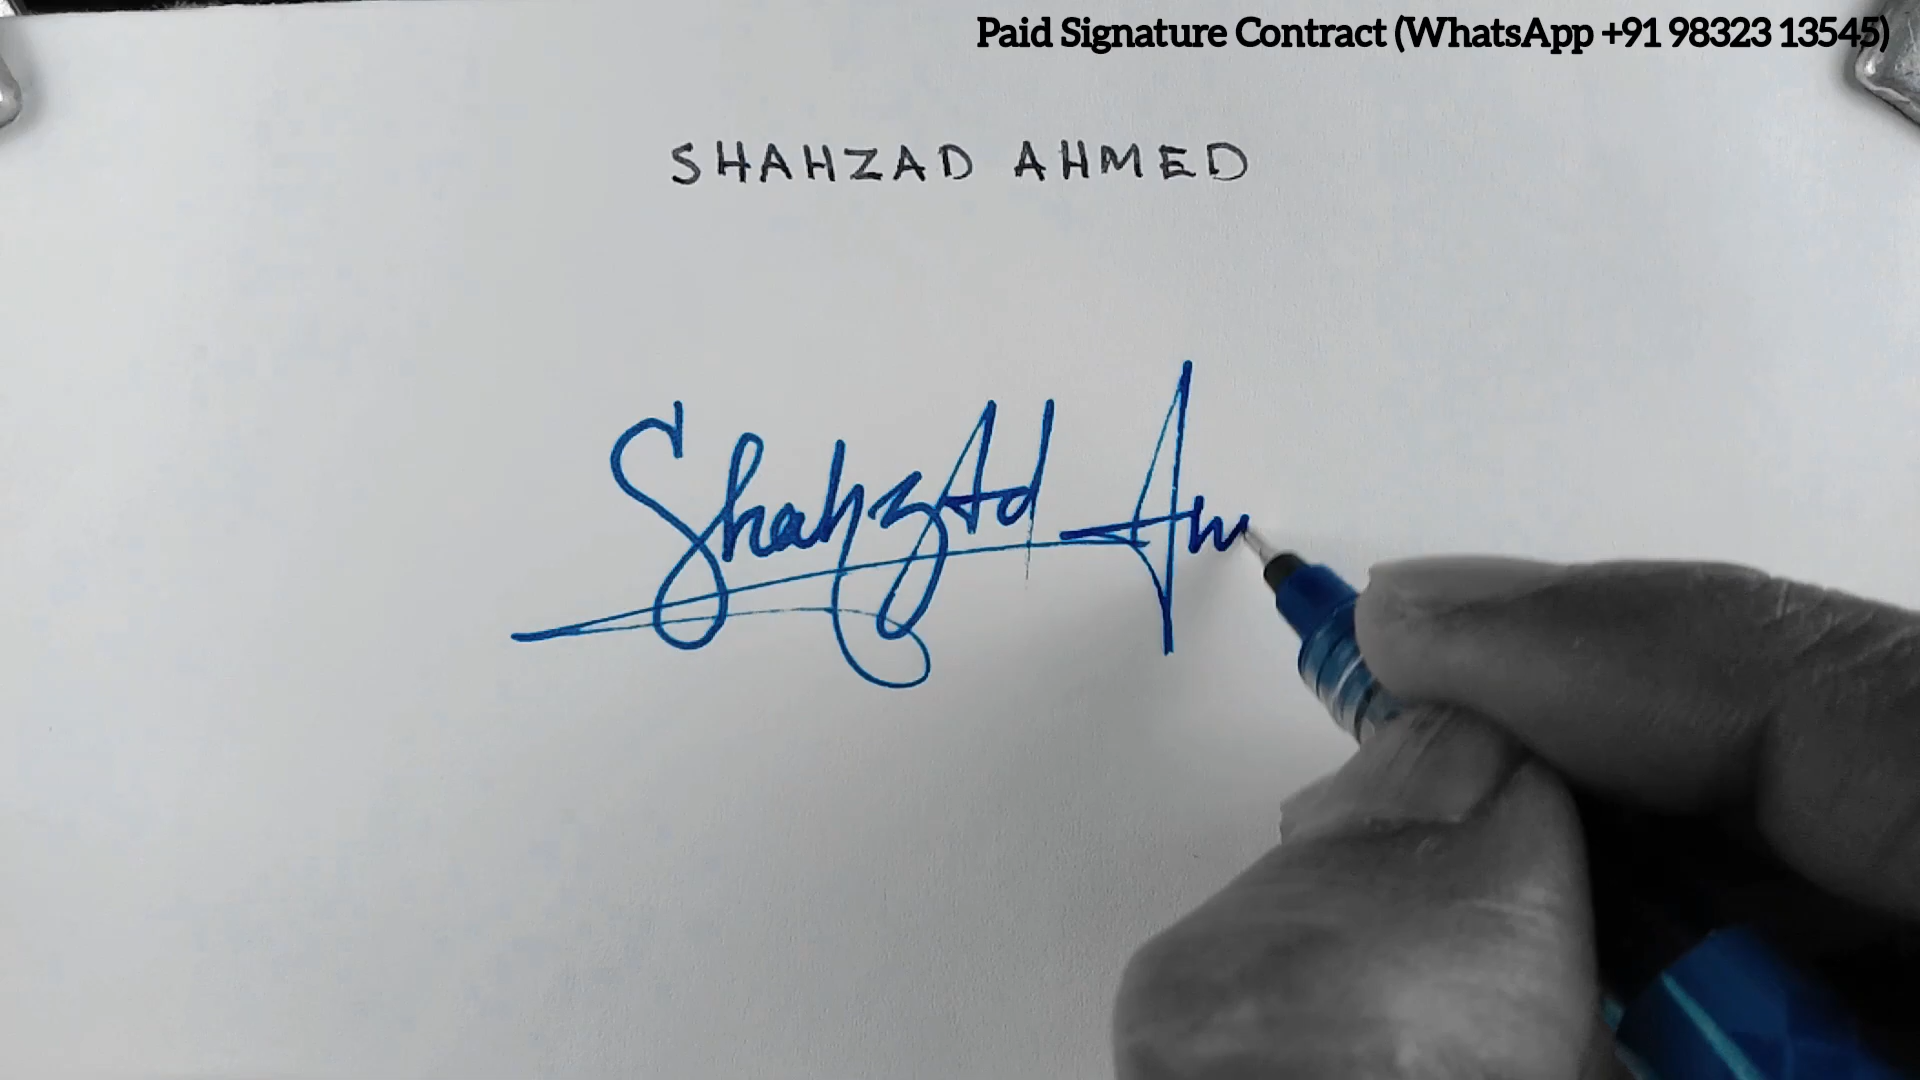 Paid Signature Contract (WhatsApp +91 98323 13545)
SHAHZAD AHMED
Shahzad